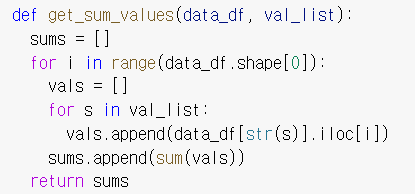 def get_sum_values(data_df, val_list):
  sums = []
  for i in range(data_df.shape[0]):
    vals = []
    for s in val_list:
      vals.append(data_df[str(s)].iloc[i])
    sums.append(sum(vals))
  return sums